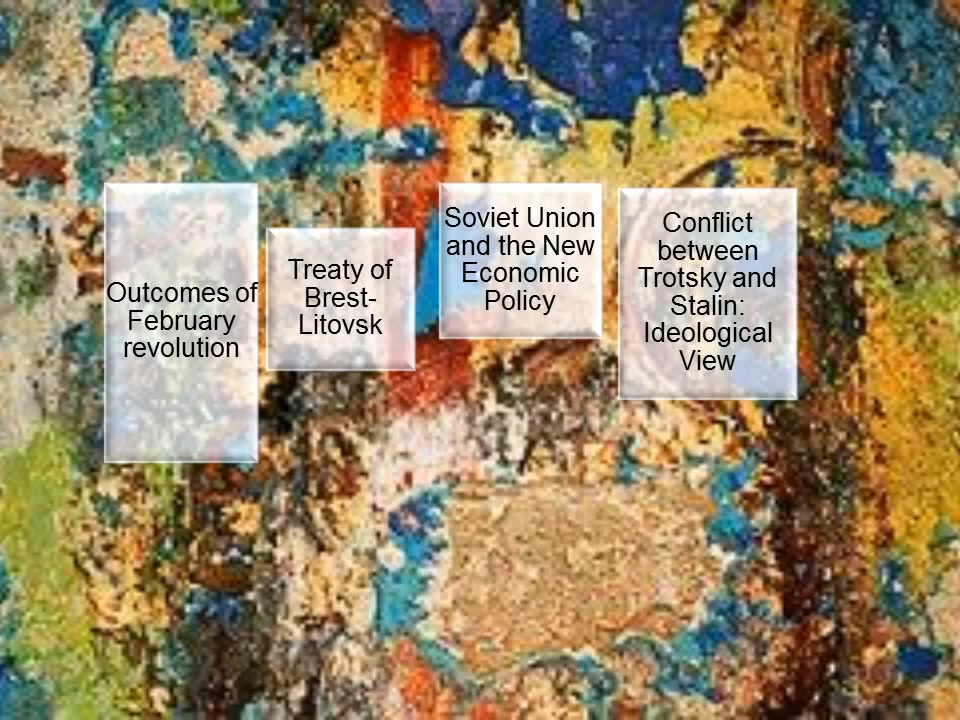 Outcomes of
February
revolution
Treaty of
Brest-
Litovsk
Soviet Union
and the New
Economic
Policy
Conflict
between
Trotsky and
Stalin:
Ideological
View